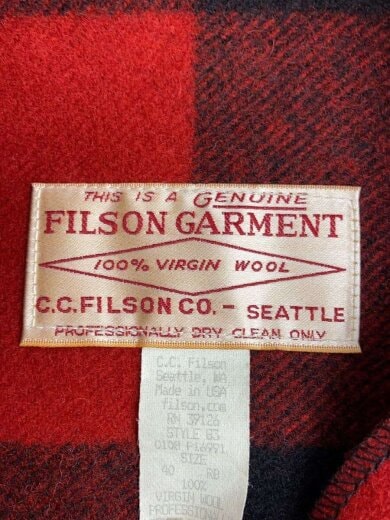 THIS IS A GENUINE
FILSON GARMENT
100% VIRGIN WOOL
C.C.FILSON CO. – SEATTLE
PROFESSIONALLY DRY CLEAN ONLY
C.C. Filson
Seattle, WA
Made in USA
filson.com
RN 37126
STYLE 83
SIZE
40
100%
VIRGIN WOOL